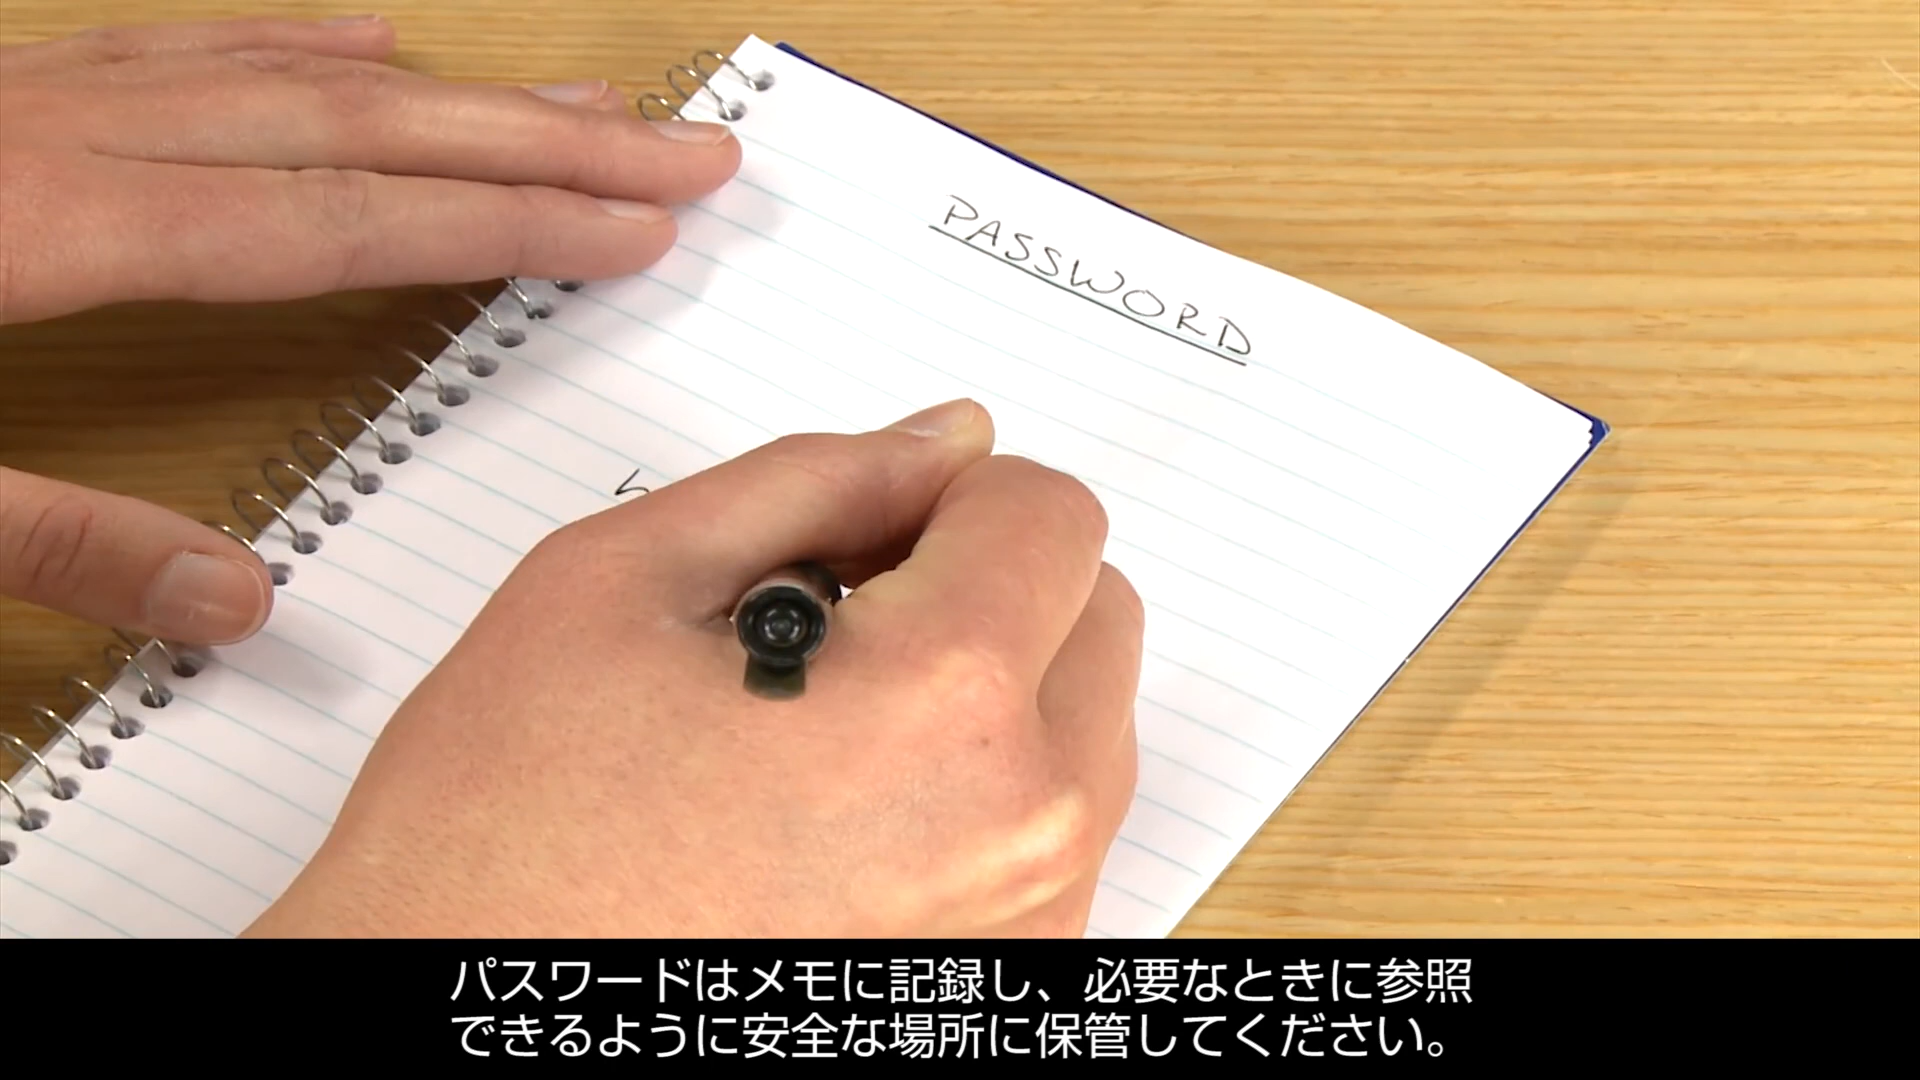 PASSWORD
パスワードはメモに記録し、必要なときに参照
できるように安全な場所に保管してください。